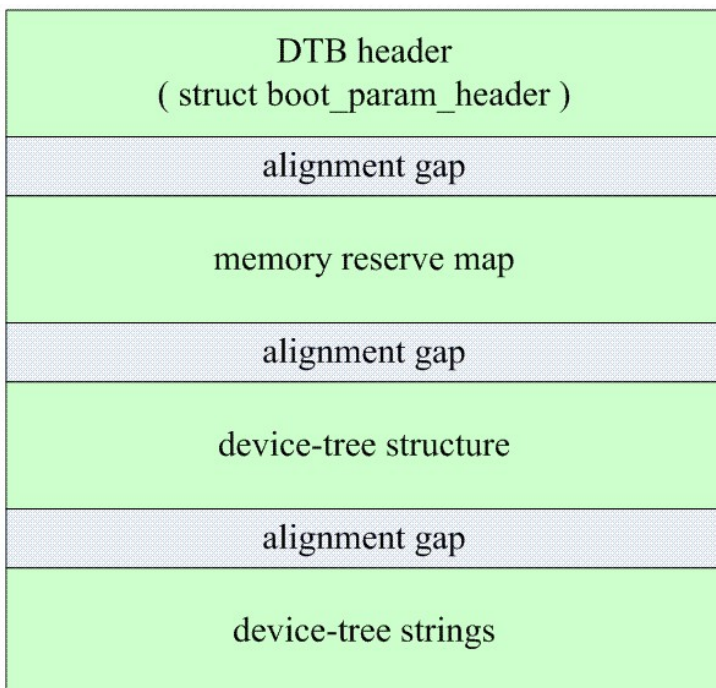 DTB header
( struct boot_param_header )
alignment gap
memory reserve map
alignment gap
device-tree structure
alignment gap
device-tree strings